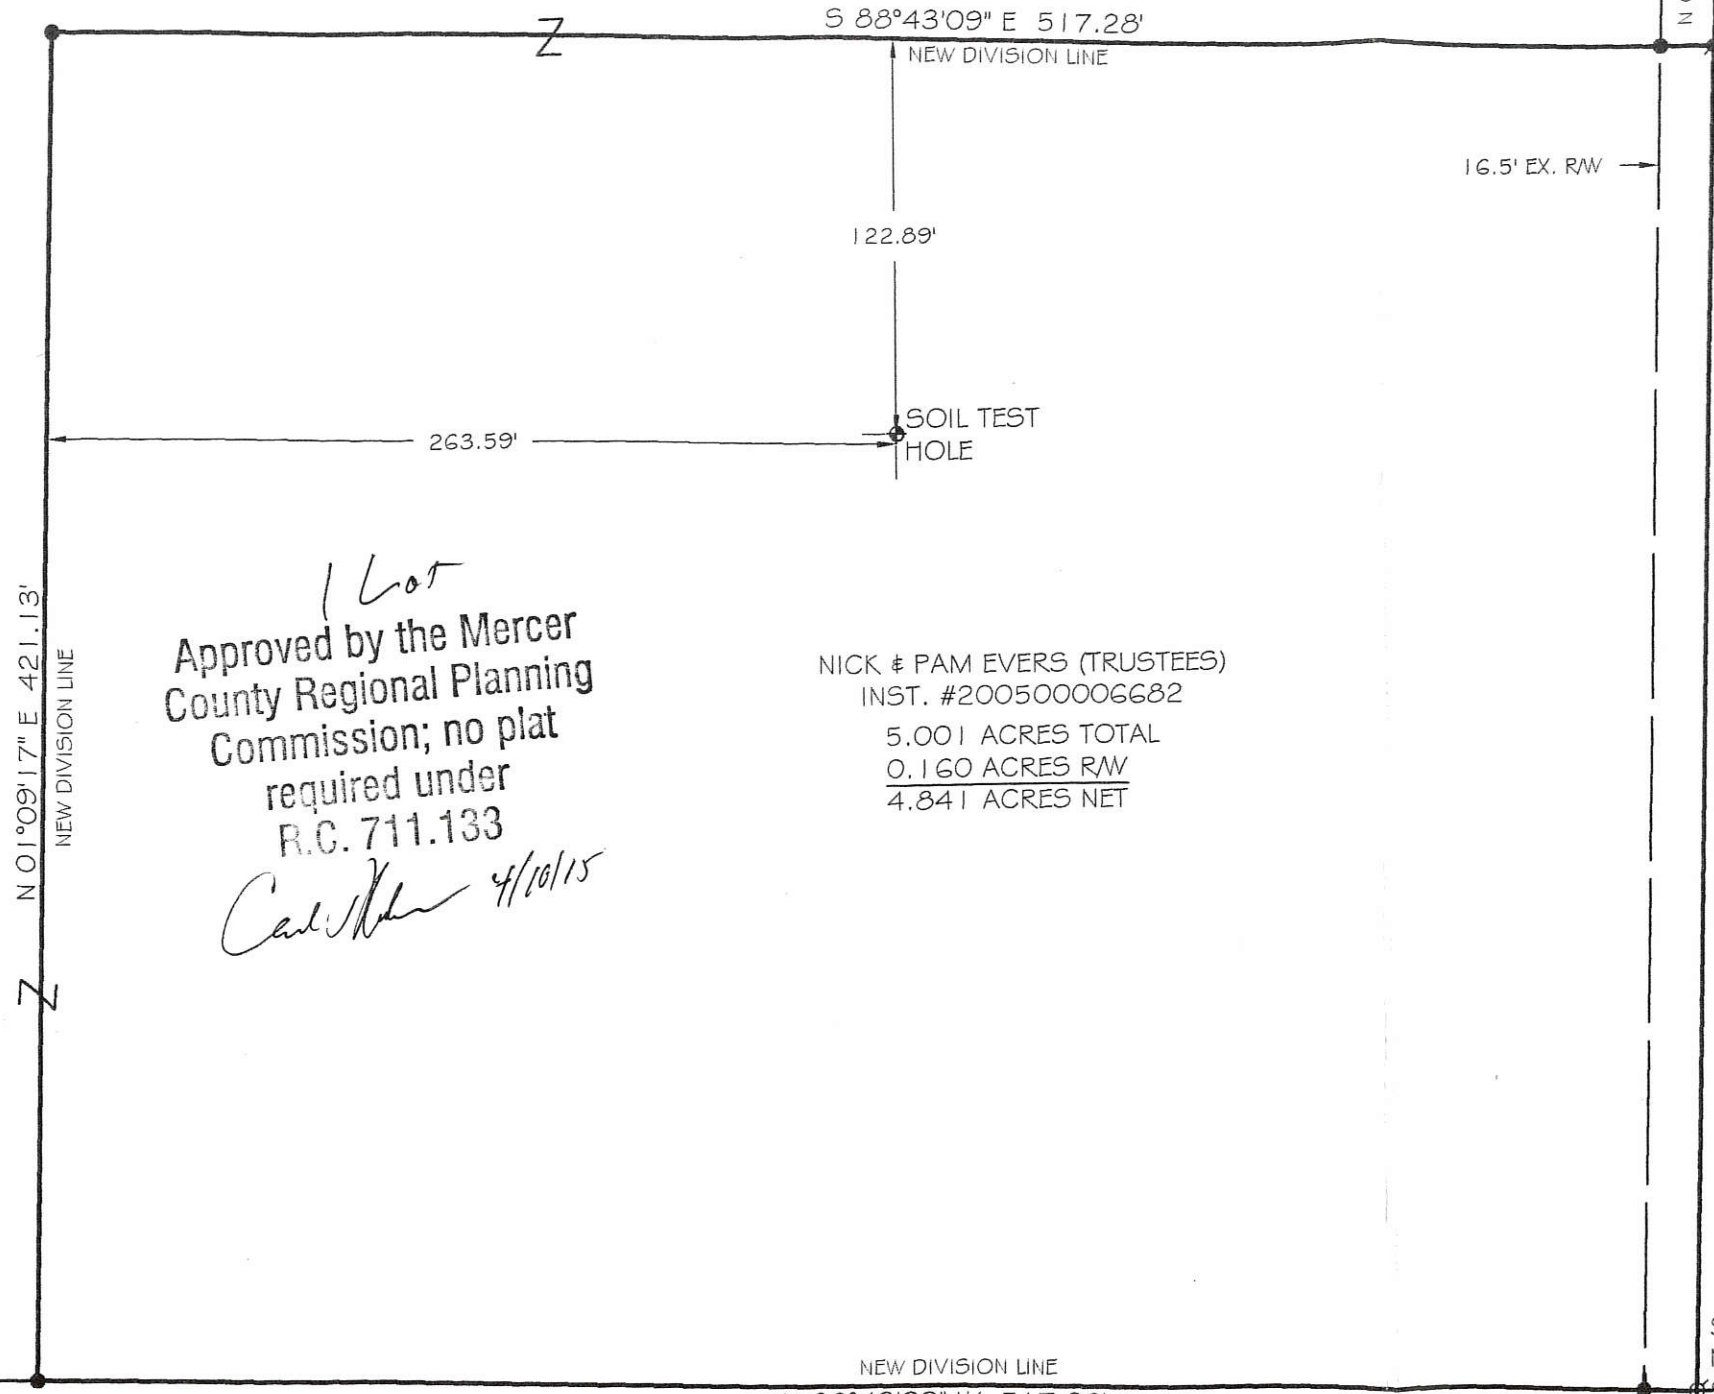 S 88°43'09" E 517.28'
NEW DIVISION LINE
16.5' EX. R/W
122.89'
SOIL TEST
HOLE
263.59'
1 Lot
Approved by the Mercer
County Regional Planning
Commission; no plat
required under
R.C. 711.133
4/10/15
N 01°09'17" E 421.13'
NEW DIVISION LINE
NICK & PAM EVERS (TRUSTEES)
INST. #200500006682
5.001 ACRES TOTAL
0.160 ACRES R/W
4.841 ACRES NET
Z
Z
NEW DIVISION LINE